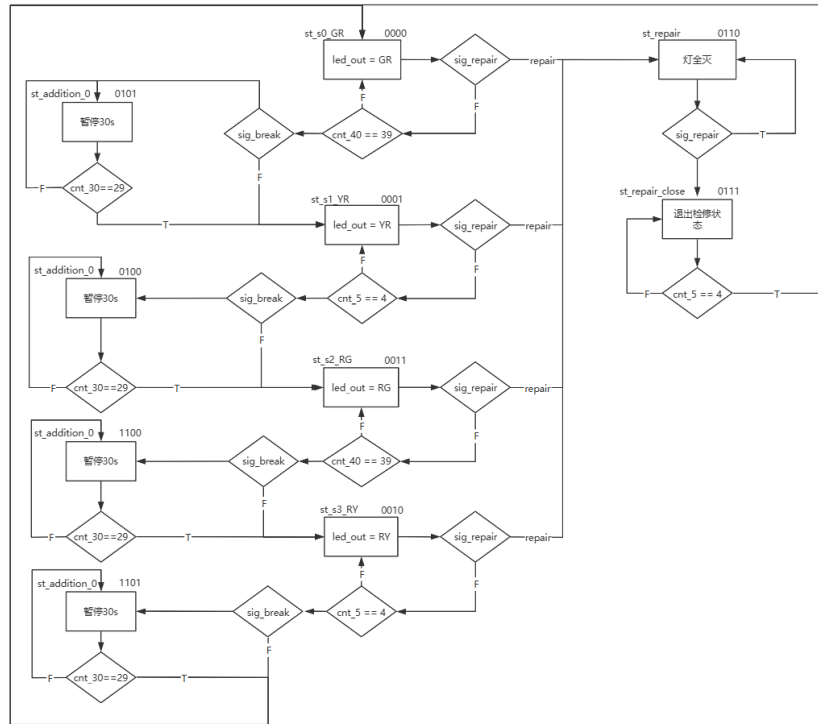 st_s0_GR 0000
led_out = GR
sig_repair
repair
F
F
cnt_40 == 39
sig_break
F
st_addition_0 0101
暂停30s
cnt_30==29
F
T
st_repair 0110
灯全灭
sig_repair
T
F
st_repair_close 0111
退出检修状
态
cnt_5 == 4
F
T
st_s1_YR 0001
led_out = YR
sig_repair
repair
F
F
cnt_5 == 4
sig_break
F
st_addition_0 0100
暂停30s
cnt_30==29
F
T
st_s2_RG 0011
led_out = RG
sig_repair
repair
F
F
cnt_40 == 39
sig_break
F
st_addition_0 1100
暂停30s
cnt_30==29
F
T
st_s3_RY 0010
led_out = RY
sig_repair
repair
F
F
cnt_5 == 4
sig_break
F
st_addition_0 1101
暂停30s
cnt_30==29
F
T